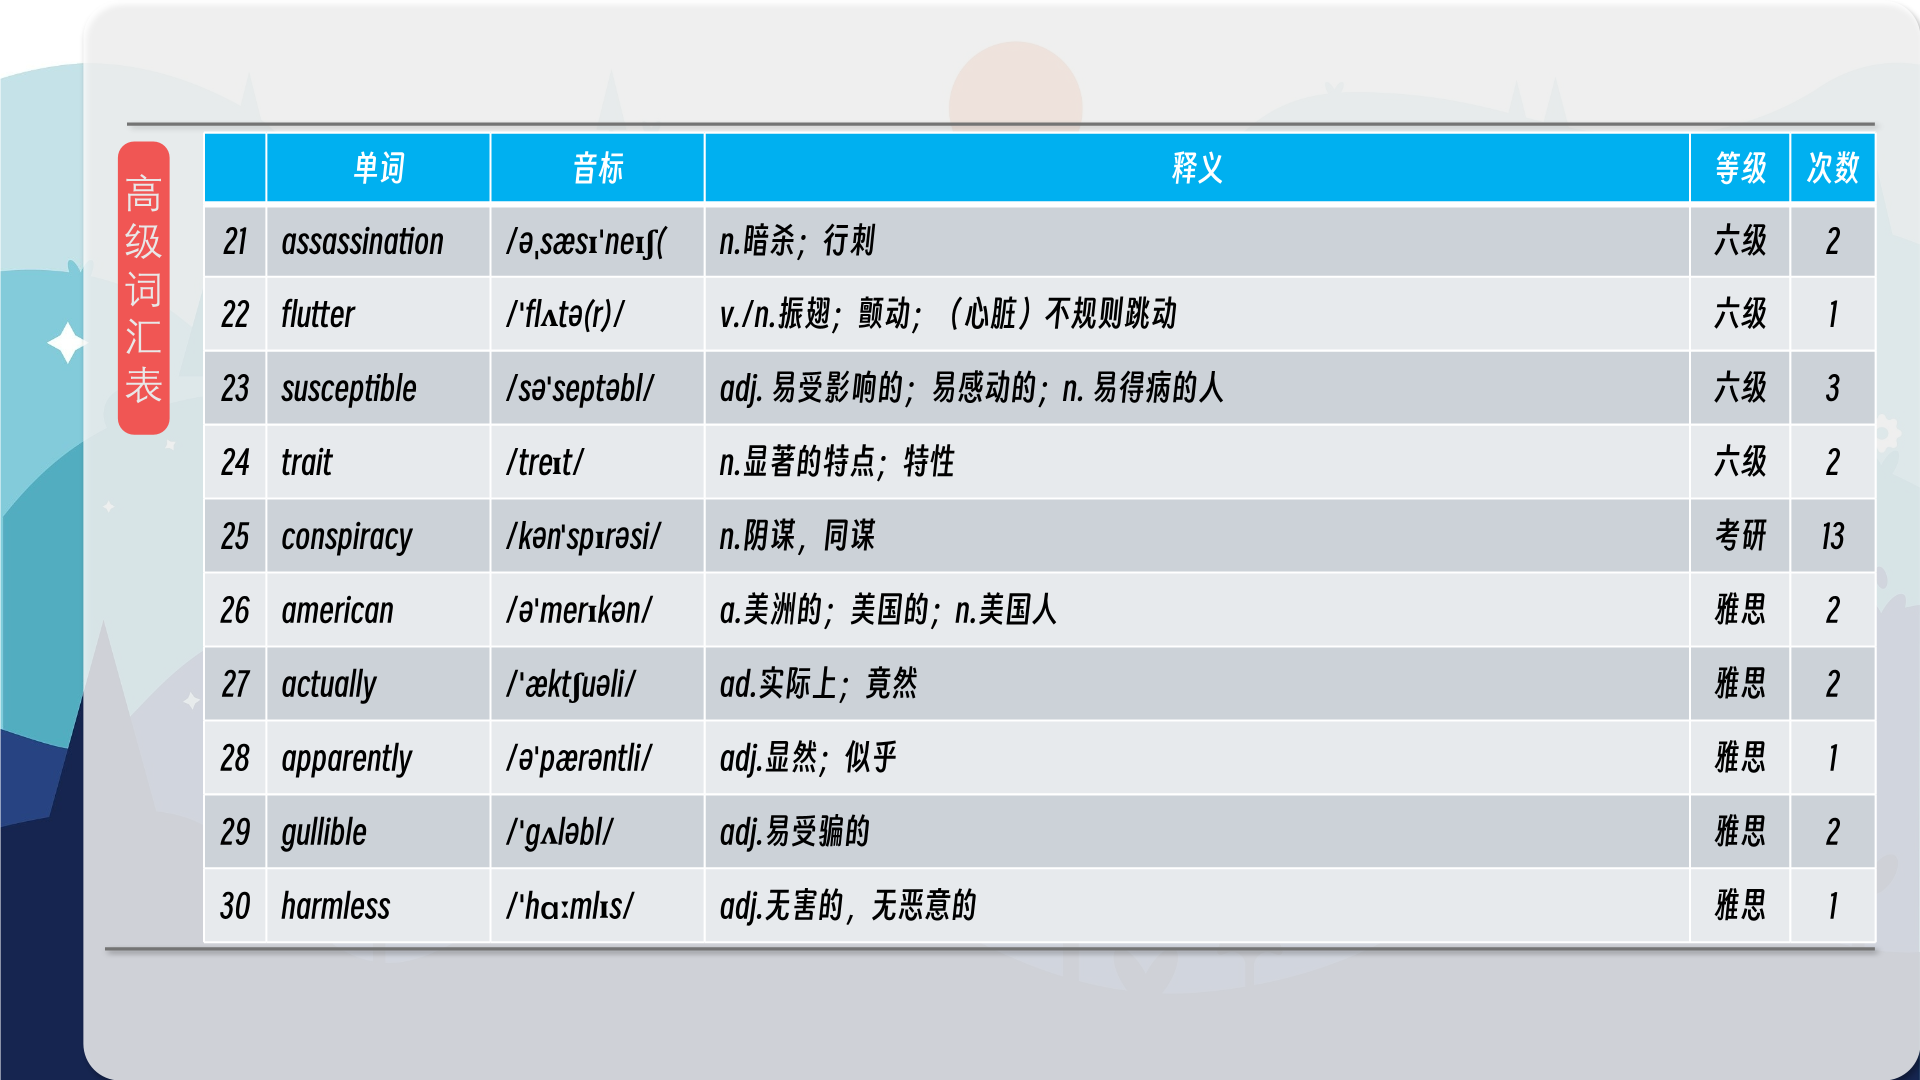 高级词汇表
单词 音标 释义 等级 次数
21 assassination /əˌsæsɪ'neɪʃ( n.暗杀；行刺 六级 2
22 flutter /'flʌtə(r)/ v./n.振翅；颤动；（心脏）不规则跳动 六级 1
23 susceptible /sə'septəbl/ adj. 易受影响的；易感动的；n. 易得病的人 六级 3
24 trait /treɪt/ n.显著的特点；特性 六级 2
25 conspiracy /kən'spɪrəsi/ n.阴谋，同谋 考研 13
26 american /ə'merɪkən/ a.美洲的；美国的；n.美国人 雅思 2
27 actually /'æktʃuəli/ ad.实际上；竟然 雅思 2
28 apparently /ə'pærəntli/ adj.显然；似乎 雅思 1
29 gullible /'gʌləbl/ adj.易受骗的 雅思 2
30 harmless /'hɑːmlɪs/ adj.无害的，无恶意的 雅思 1